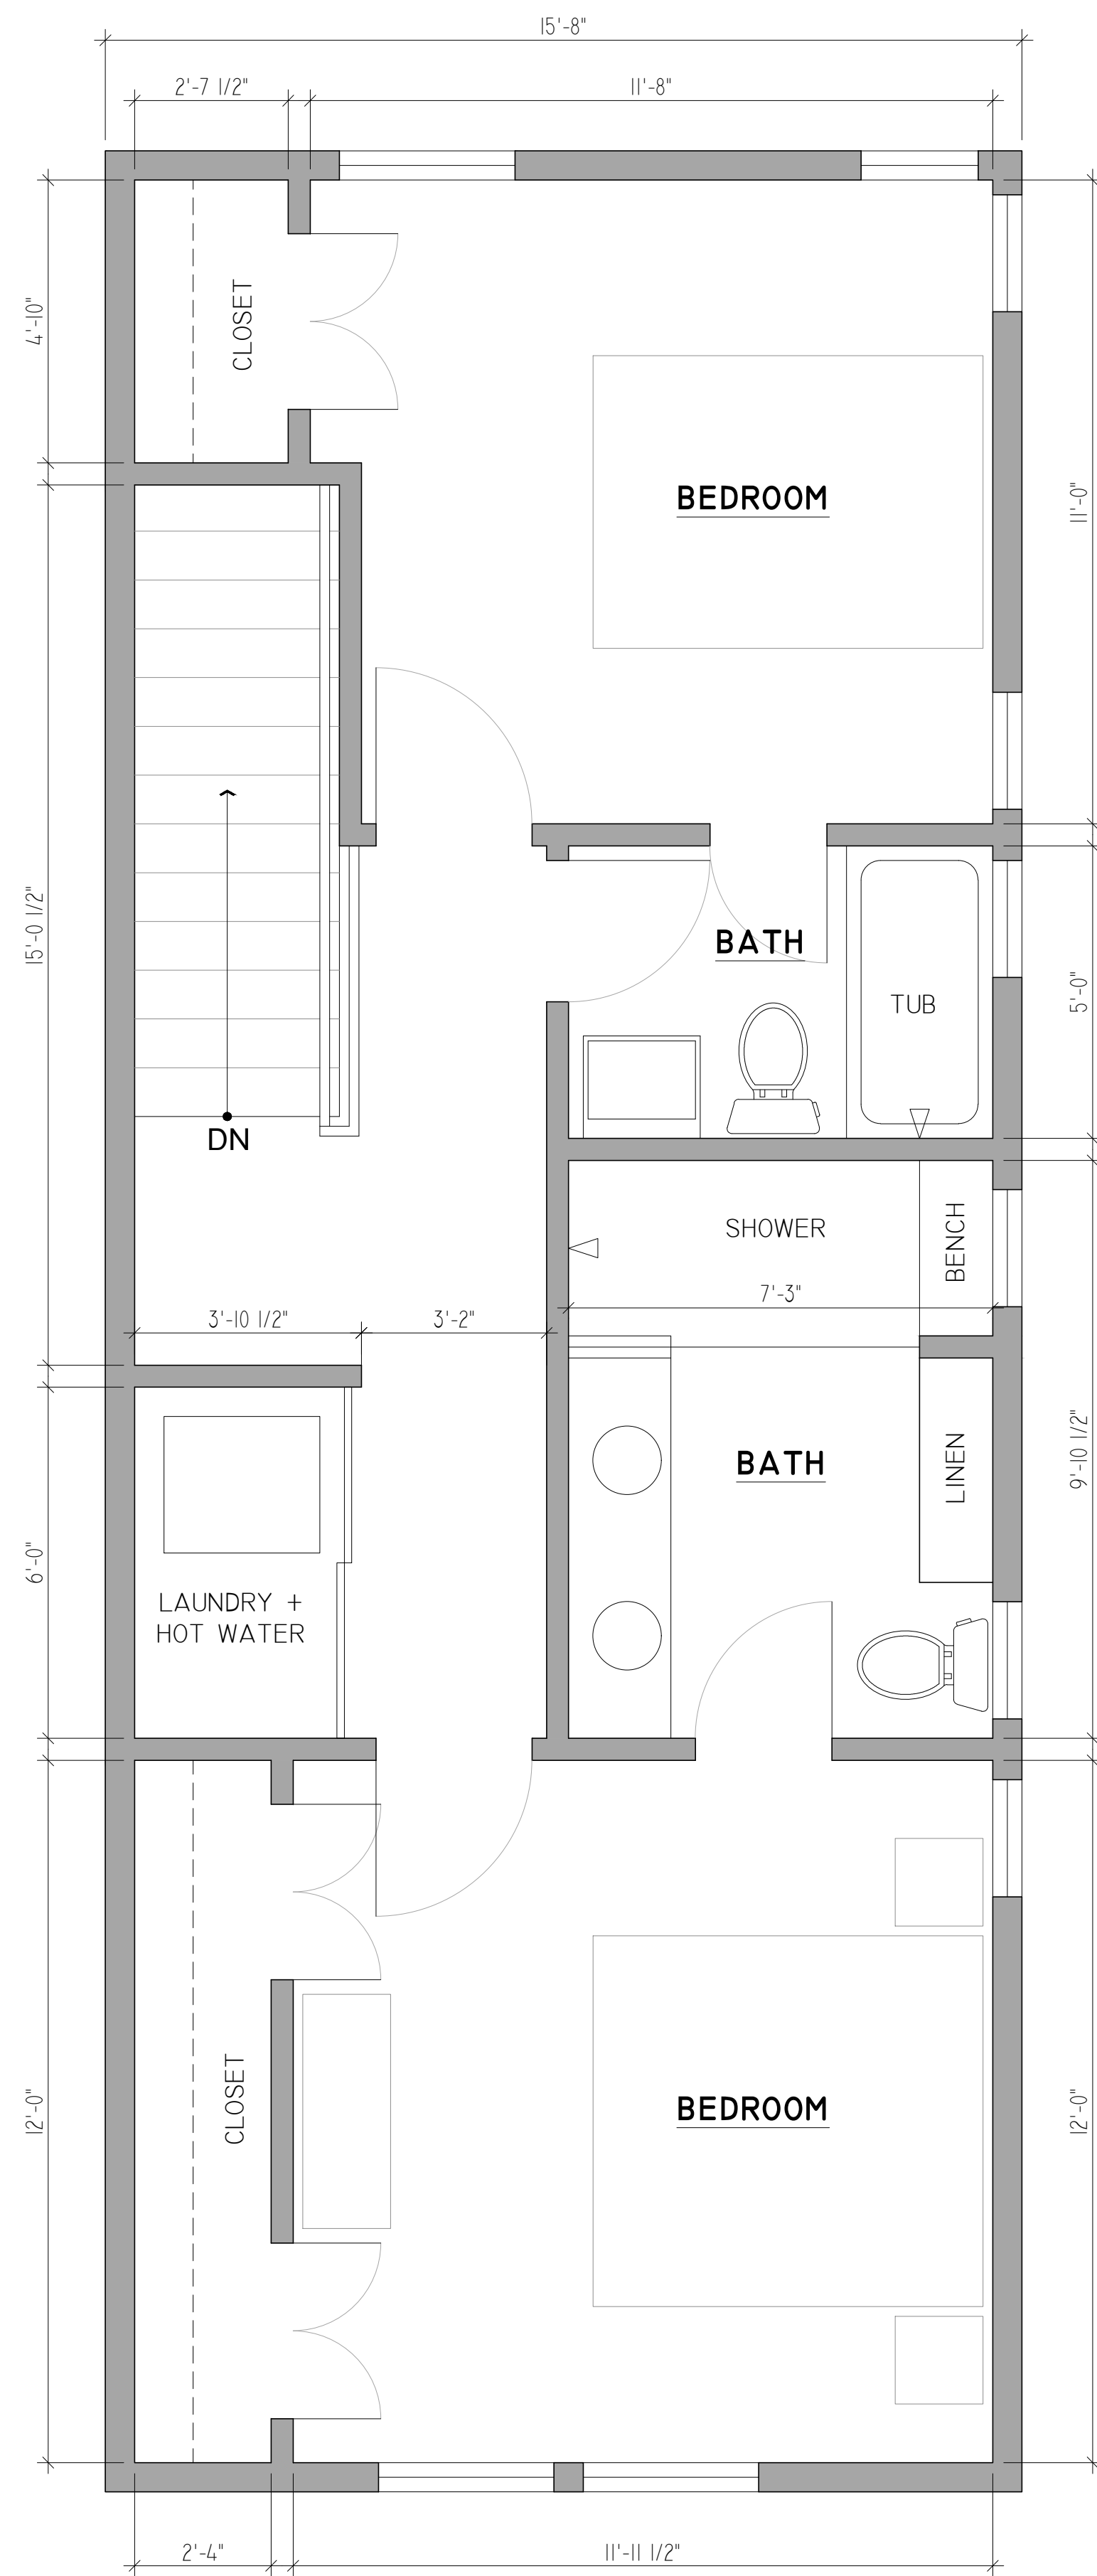 15'-8"
2'-7 1/2"
11'-8"
4'-10"
CLOSET
BEDROOM
11'-0"
15'-0 1/2"
BATH
TUB
5'-0"
DN
SHOWER
BENCH
7'-3"
3'-10 1/2"
3'-2"
BATH
LINEN
9'-10 1/2"
6'-0"
LAUNDRY +
HOT WATER
12'-0"
CLOSET
BEDROOM
12'-0"
2'-4"
11'-11 1/2"